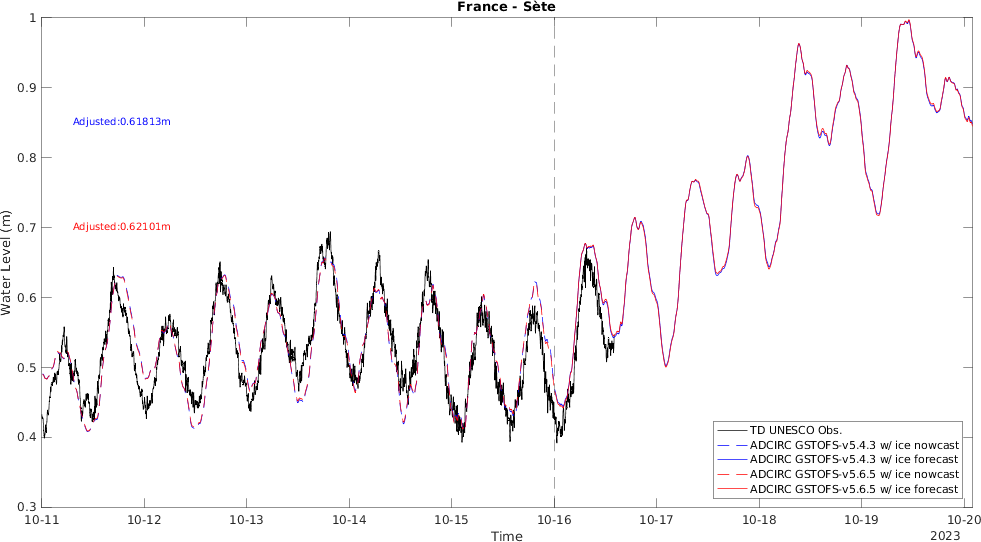 France - Sète
1
0.9
0.8
0.7
0.6
0.5
0.4
0.3
Water Level (m)
Adjusted:0.61813m
Adjusted:0.62101m
TD UNESCO Obs.
ADCIRC GSTOFS-v5.4.3 w/ ice nowcast
ADCIRC GSTOFS-v5.4.3 w/ ice forecast
ADCIRC GSTOFS-v5.6.5 w/ ice nowcast
ADCIRC GSTOFS-v5.6.5 w/ ice forecast
10-11 10-12 10-13 10-14 10-15 10-16 10-17 10-18 10-19 10-20
Time
2023